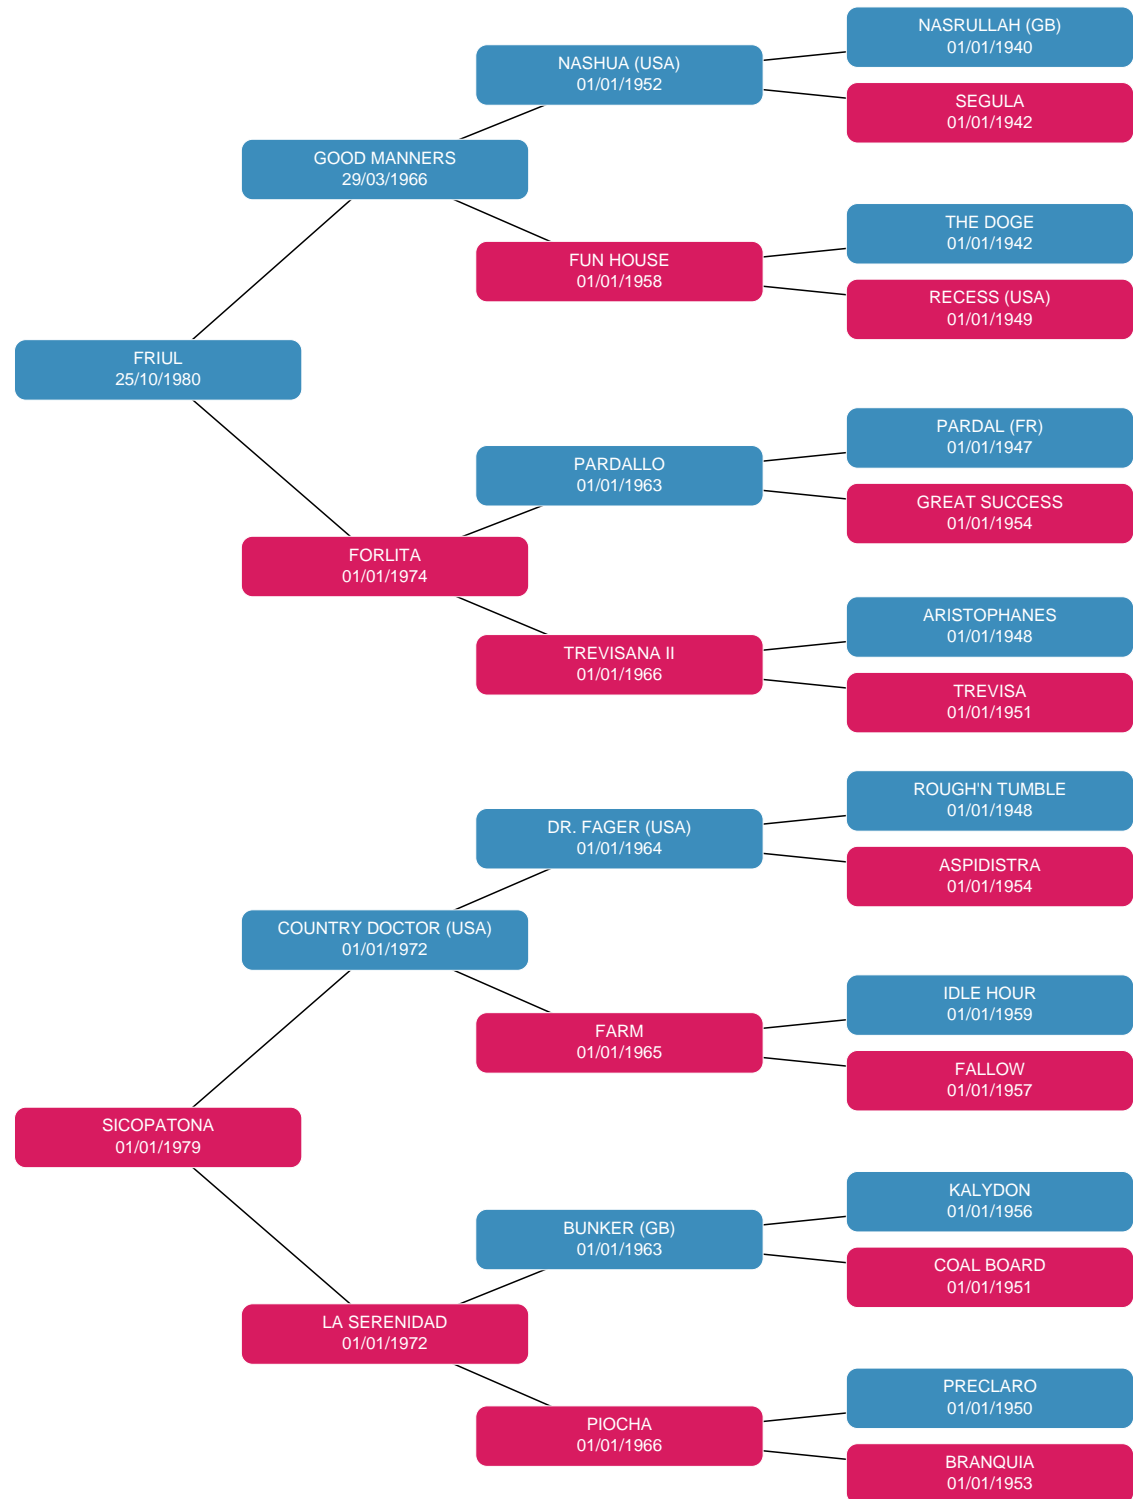 NASRULLAH (GB)
01/01/1940
NASHUA (USA)
01/01/1952
SEGULA
01/01/1942
GOOD MANNERS
29/03/1966
THE DOGE
01/01/1942
FUN HOUSE
01/01/1958
RECESS (USA)
01/01/1949
FRIUL
25/10/1980
PARDAL (FR)
01/01/1947
PARDALLO
01/01/1963
GREAT SUCCESS
01/01/1954
FORLITA
01/01/1974
ARISTOPHANES
01/01/1948
TREVISANA II
01/01/1966
TREVISA
01/01/1951
ROUGH'N TUMBLE
01/01/1948
DR. FAGER (USA)
01/01/1964
ASPIDISTRA
01/01/1954
COUNTRY DOCTOR (USA)
01/01/1972
IDLE HOUR
01/01/1959
FARM
01/01/1965
FALLOW
01/01/1957
SICOPATONA
01/01/1979
KALYDON
01/01/1956
BUNKER (GB)
01/01/1963
COAL BOARD
01/01/1951
LA SERENIDAD
01/01/1972
PRECLARO
01/01/1950
PIOCHA
01/01/1966
BRANQUIA
01/01/1953